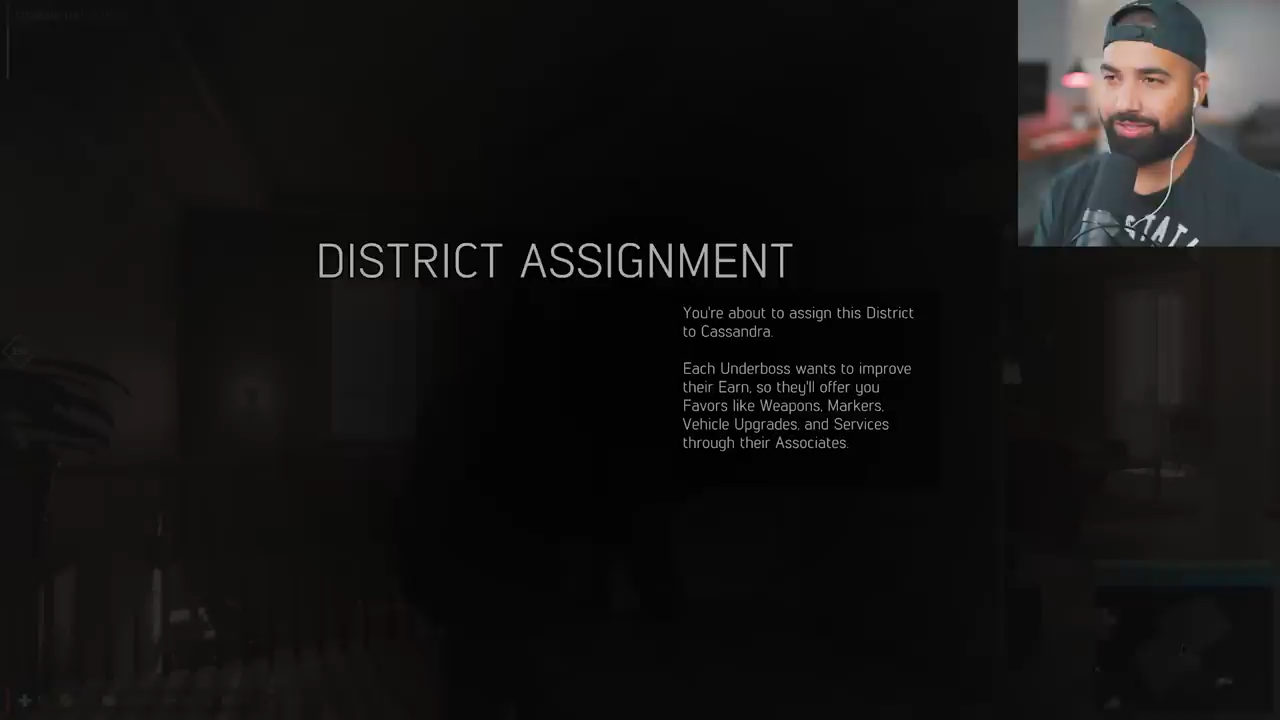 DISTRICT ASSIGNMENT
You're about to assign this District
to Cassandra.
Each Underboss wants to improve
their Earn, so they'll offer you
Favors like Weapons, Markers,
Vehicle Upgrades, and Services
through their Associates.
STATE